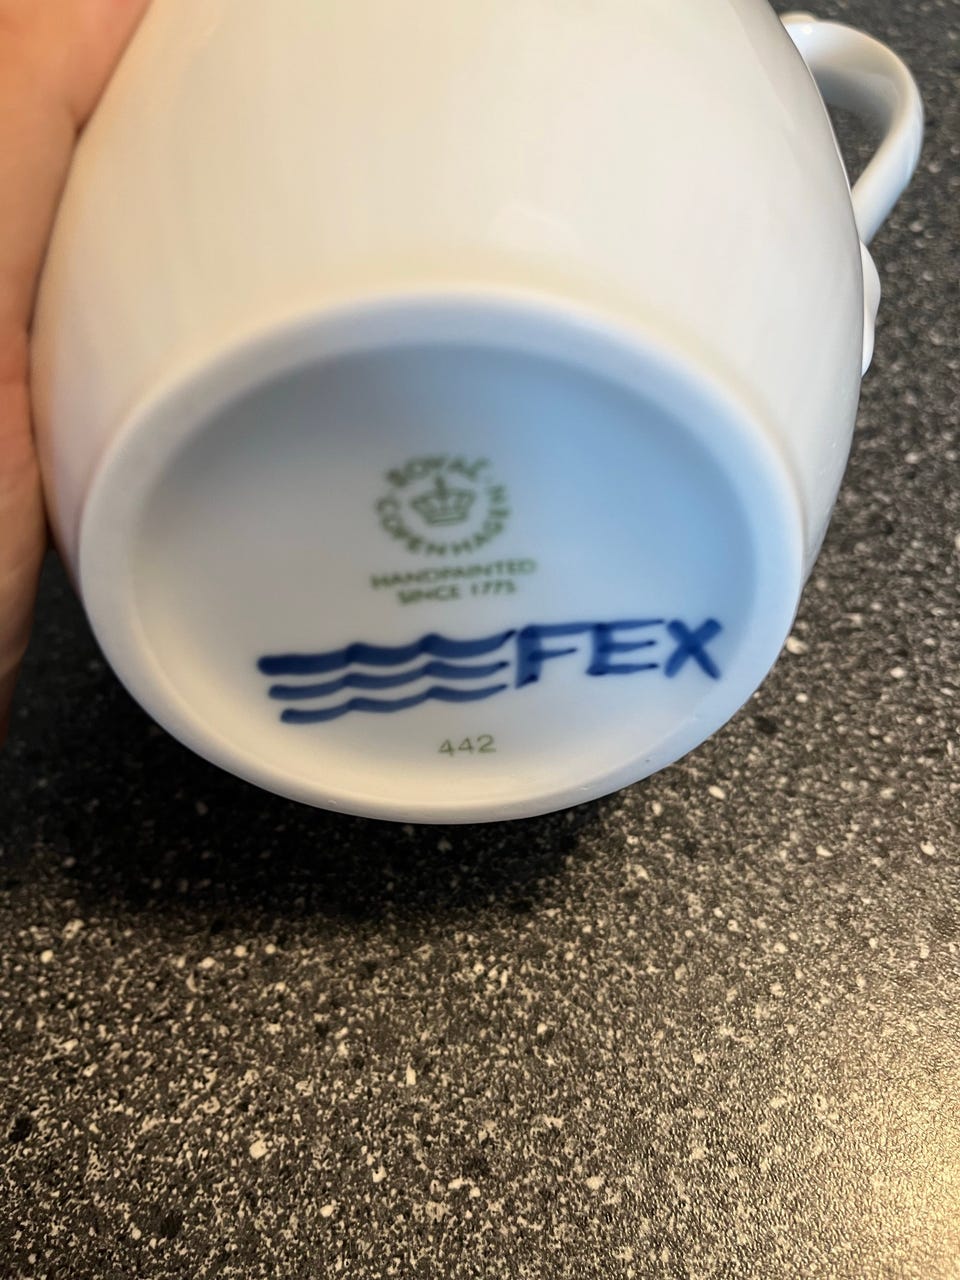 ROYAL COPENHAGEN
HANDPAINTED
SINCE 1775
FEX
442